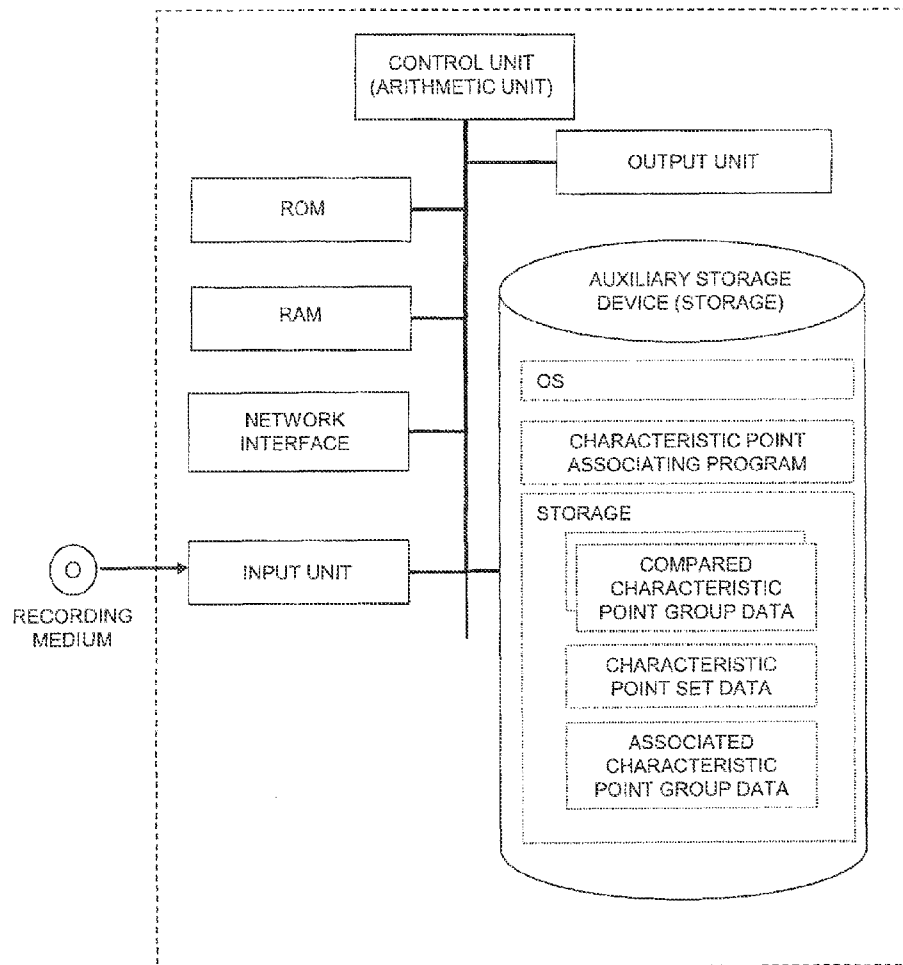 CONTROL UNIT
(ARITHMETIC UNIT)
OUTPUT UNIT
ROM
RAM
NETWORK
INTERFACE
INPUT UNIT
O
RECORDING
MEDIUM
AUXILIARY STORAGE
DEVICE (STORAGE)
OS
CHARACTERISTIC POINT
ASSOCIATING PROGRAM
STORAGE
COMPARED
CHARACTERISTIC
POINT GROUP DATA
CHARACTERISTIC
POINT SET DATA
ASSOCIATED
CHARACTERISTIC
POINT GROUP DATA